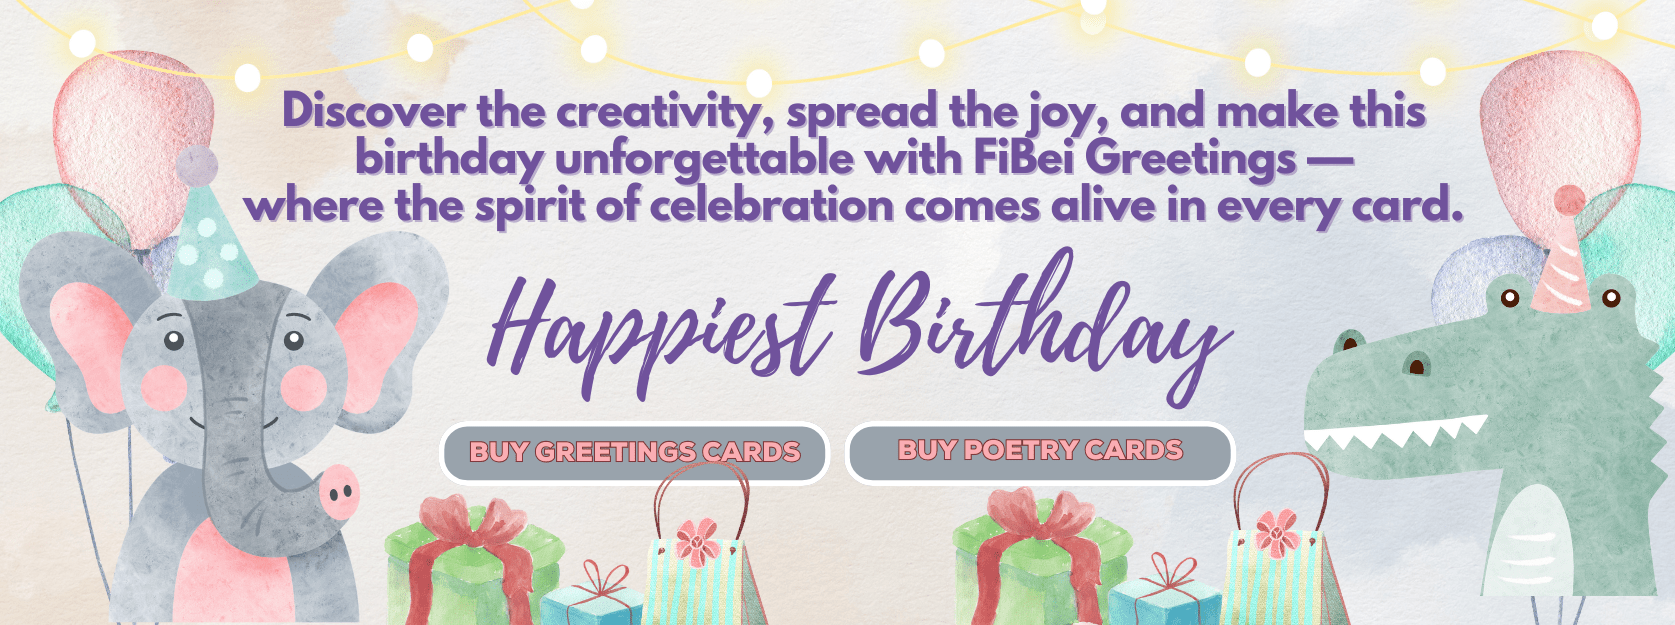 Discover the creativity, spread the joy, and make this
birthday unforgettable with FiBei Greetings —
where the spirit of celebration comes alive in every card.
Happiest Birthday
BUY GREETINGS CARDS
BUY POETRY CARDS